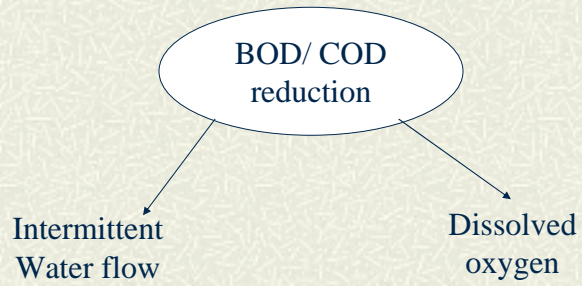 BOD/ COD
reduction
Intermittent
Water flow
Dissolved
oxygen